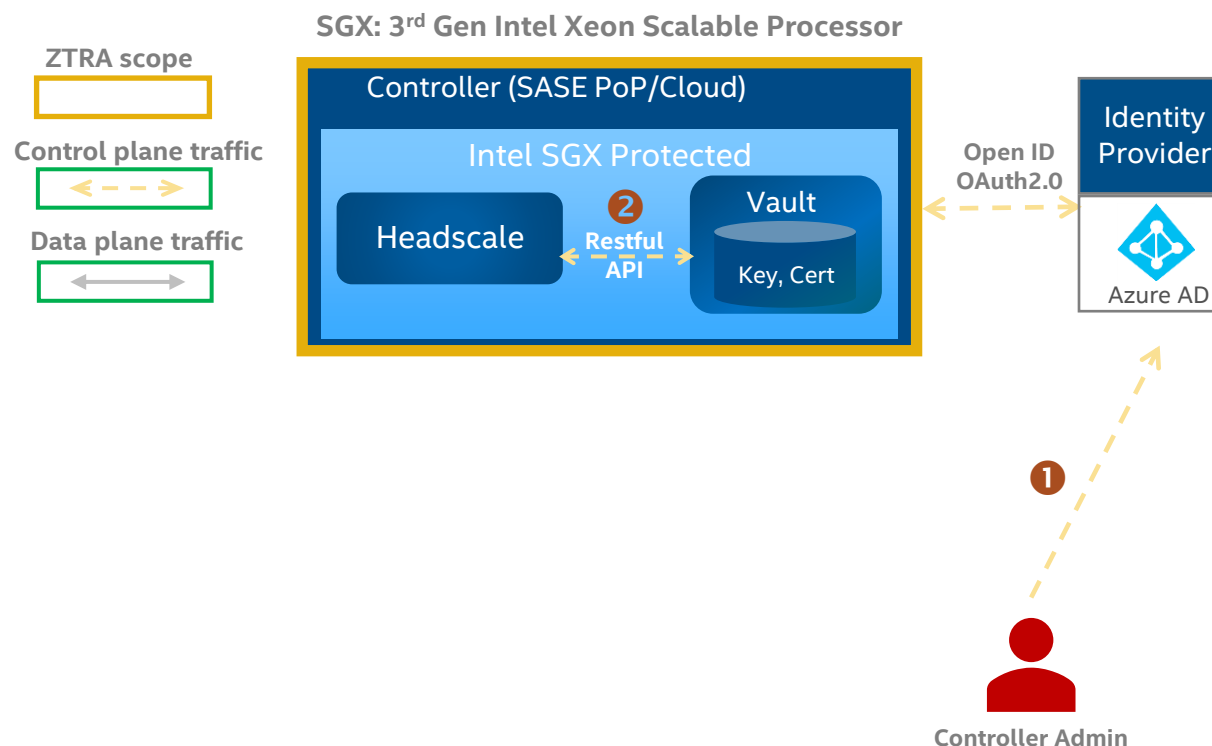 SGX: 3rd Gen Intel Xeon Scalable Processor
ZTRA scope
Control plane traffic
Data plane traffic
Controller (SASE PoP/Cloud)
Intel SGX Protected
Headscale
2
Restful
API
Vault
Key, Cert
Open ID
OAuth2.0
Identity
Provider
Azure AD
1
Controller Admin